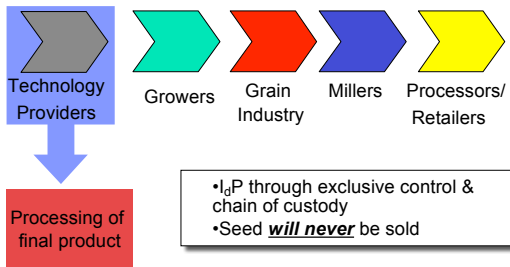 Technology
Providers
Growers
Grain
Industry
Millers
Processors/
Retailers
Processing of
final product
•IdP through exclusive control &
chain of custody
•Seed will never be sold